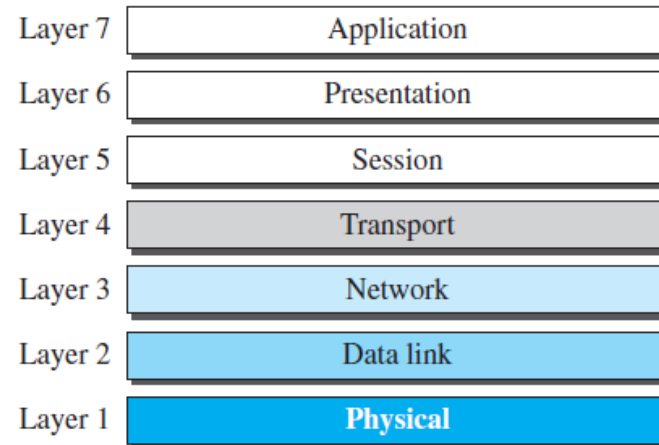 Layer 7 Application
Layer 6 Presentation
Layer 5 Session
Layer 4 Transport
Layer 3 Network
Layer 2 Data link
Layer 1 Physical